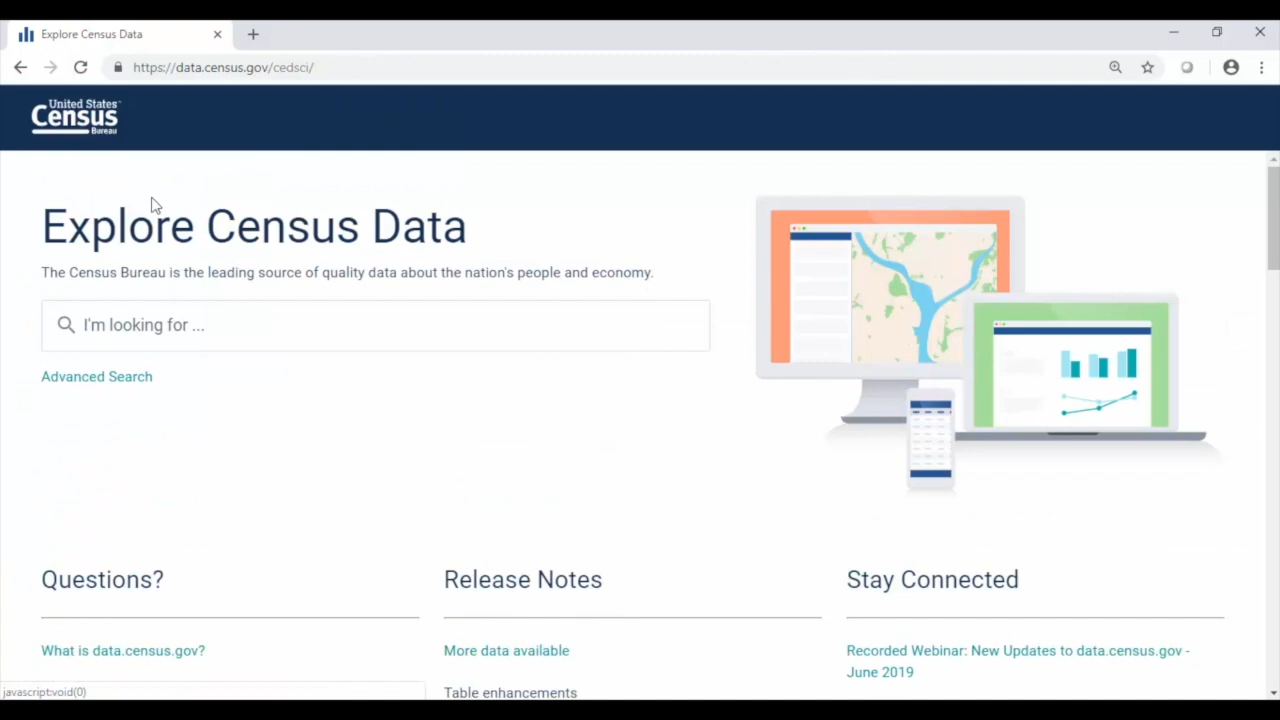 Explore Census Data
https://data.census.gov/cedsci/
United States
Census
Bureau
Explore Census Data
The Census Bureau is the leading source of quality data about the nation's people and economy.
I'm looking for ...
Advanced Search
Questions?
Release Notes
Stay Connected
What is data.census.gov?
More data available
Recorded Webinar: New Updates to data.census.gov -
June 2019
Table enhancements
javascript:void(0)